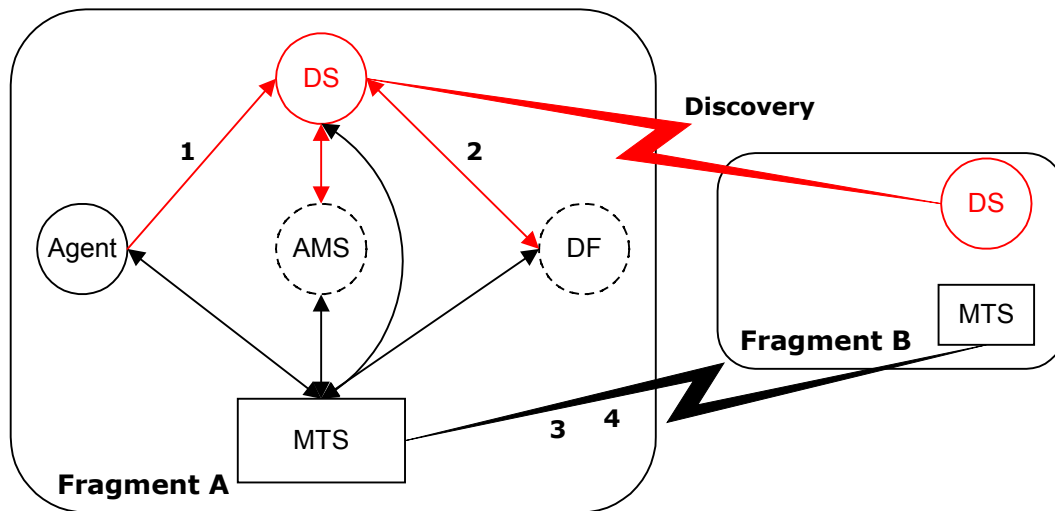 DS
Discovery
1
2
DS
Agent
AMS
DF
MTS
Fragment B
3
4
MTS
Fragment A